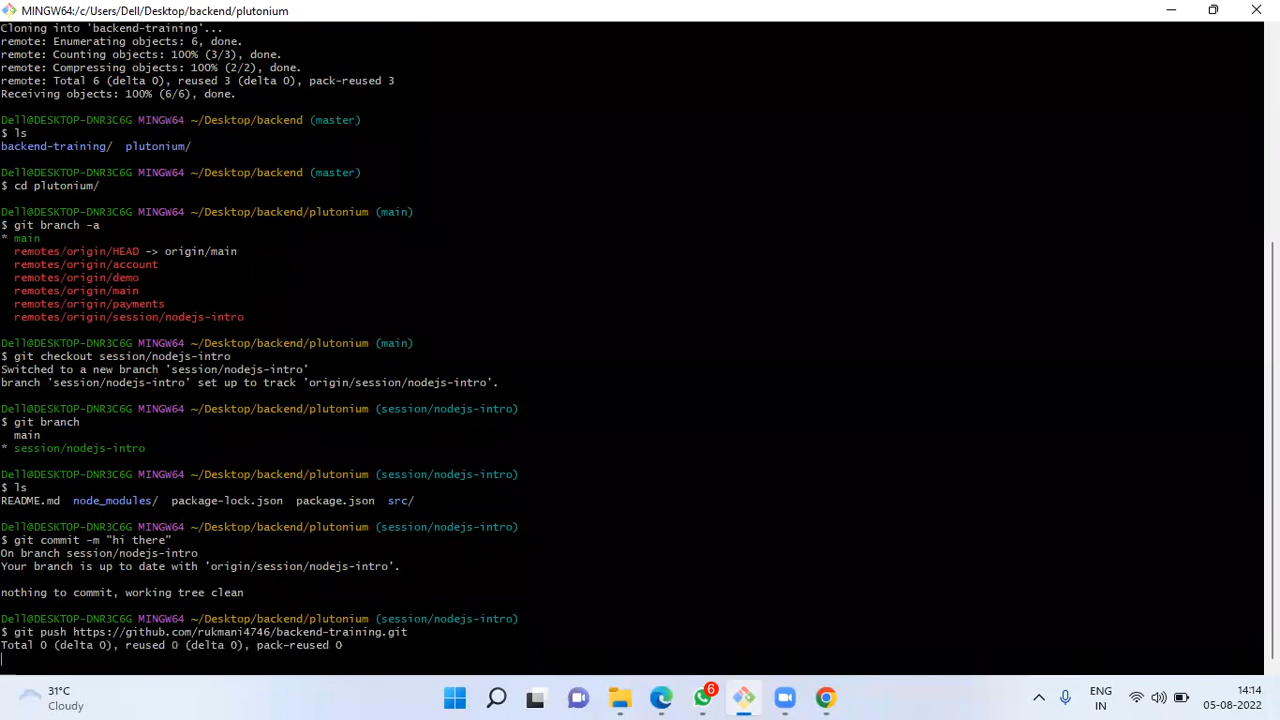 MINGW64:/c/Users/Dell/Desktop/backend/plutonium
Cloning into 'backend-training'...
remote: Enumerating objects: 6, done.
remote: Counting objects: 100% (3/3), done.
remote: Compressing objects: 100% (2/2), done.
remote: Total 6 (delta 0), reused 3 (delta 0), pack-reused 3
Receiving objects: 100% (6/6), done.
Dell@DESKTOP-DNR3C6G MINGW64 ~/Desktop/backend (master)
$ ls
backend-training/  plutonium/
Dell@DESKTOP-DNR3C6G MINGW64 ~/Desktop/backend (master)
$ cd plutonium/
Dell@DESKTOP-DNR3C6G MINGW64 ~/Desktop/backend/plutonium (main)
$ git branch -a
* main
remotes/origin/HEAD -> origin/main
remotes/origin/account
remotes/origin/demo
remotes/origin/main
remotes/origin/payments
remotes/origin/session/nodejs-intro
Dell@DESKTOP-DNR3C6G MINGW64 ~/Desktop/backend/plutonium (main)
$ git checkout session/nodejs-intro
Switched to a new branch 'session/nodejs-intro'
branch 'session/nodejs-intro' set up to track 'origin/session/nodejs-intro'.
Dell@DESKTOP-DNR3C6G MINGW64 ~/Desktop/backend/plutonium (session/nodejs-intro)
$ git branch
main
* session/nodejs-intro
Dell@DESKTOP-DNR3C6G MINGW64 ~/Desktop/backend/plutonium (session/nodejs-intro)
$ ls
README.md  node_modules/  package-lock.json  package.json  src/
Dell@DESKTOP-DNR3C6G MINGW64 ~/Desktop/backend/plutonium (session/nodejs-intro)
$ git commit -m "hi there"
On branch session/nodejs-intro
Your branch is up to date with 'origin/session/nodejs-intro'.
nothing to commit, working tree clean
Dell@DESKTOP-DNR3C6G MINGW64 ~/Desktop/backend/plutonium (session/nodejs-intro)
$ git push https://github.com/rukmani4746/backend-training.git
Total 0 (delta 0), reused 0 (delta 0), pack-reused 0
31°C
Cloudy
6
ENG
IN
14:14
05-08-2022